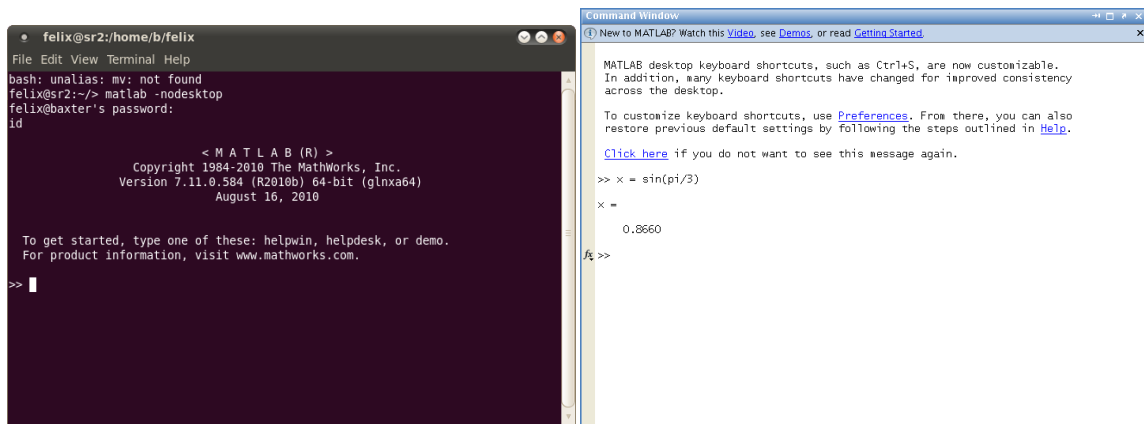 felix@sr2:/home/b/felix
File Edit View Terminal Help
bash: unalias: mv: not found
felix@sr2:~/> matlab -nodesktop
felix@baxter's password:
id
< M A T L A B (R) >
Copyright 1984-2010 The MathWorks, Inc.
Version 7.11.0.584 (R2010b) 64-bit (glnxa64)
August 16, 2010
To get started, type one of these: helpwin, helpdesk, or demo.
For product information, visit www.mathworks.com.
>>
Command Window
New to MATLAB? Watch this Video, see Demos, or read Getting Started.
MATLAB desktop keyboard shortcuts, such as Ctrl+S, are now customizable.
In addition, many keyboard shortcuts have changed for improved consistency
across the desktop.
To customize keyboard shortcuts, use Preferences. From there, you can also
restore previous default settings by following the steps outlined in Help.
Click here if you do not want to see this message again.
>> x = sin(pi/3)
x =
0.8660
fx >>